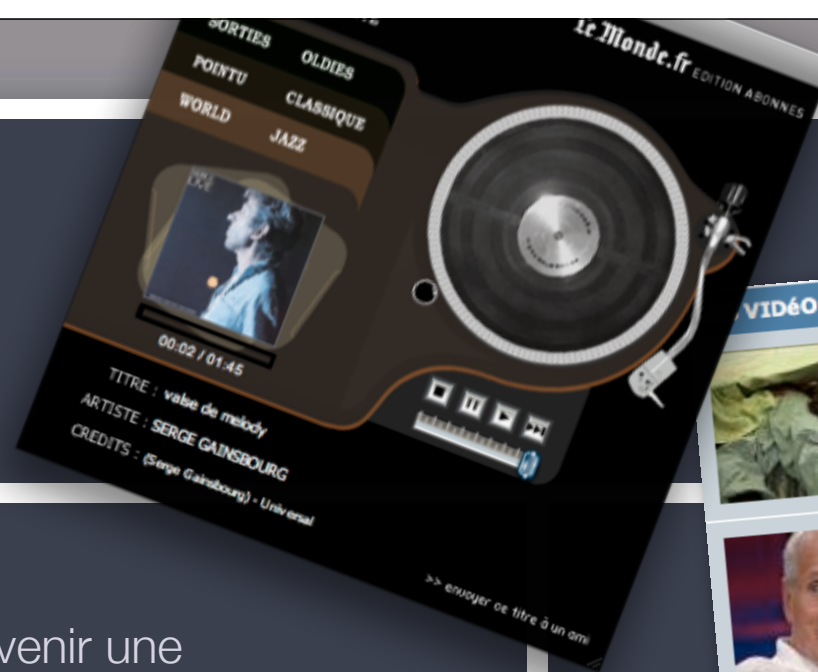 Le Monde.fr EDITION ABONNES
SORTIES OLDIES
POINTU CLASSIQUE
WORLD JAZZ
LIVE
00:02 / 01:45
TITRE : valse de melody
ARTISTE : SERGE GAINSBOURG
CREDITS : (Serge Gainsbourg) - Universal
>> envoyer ce titre à un ami
VIDéO
venir une